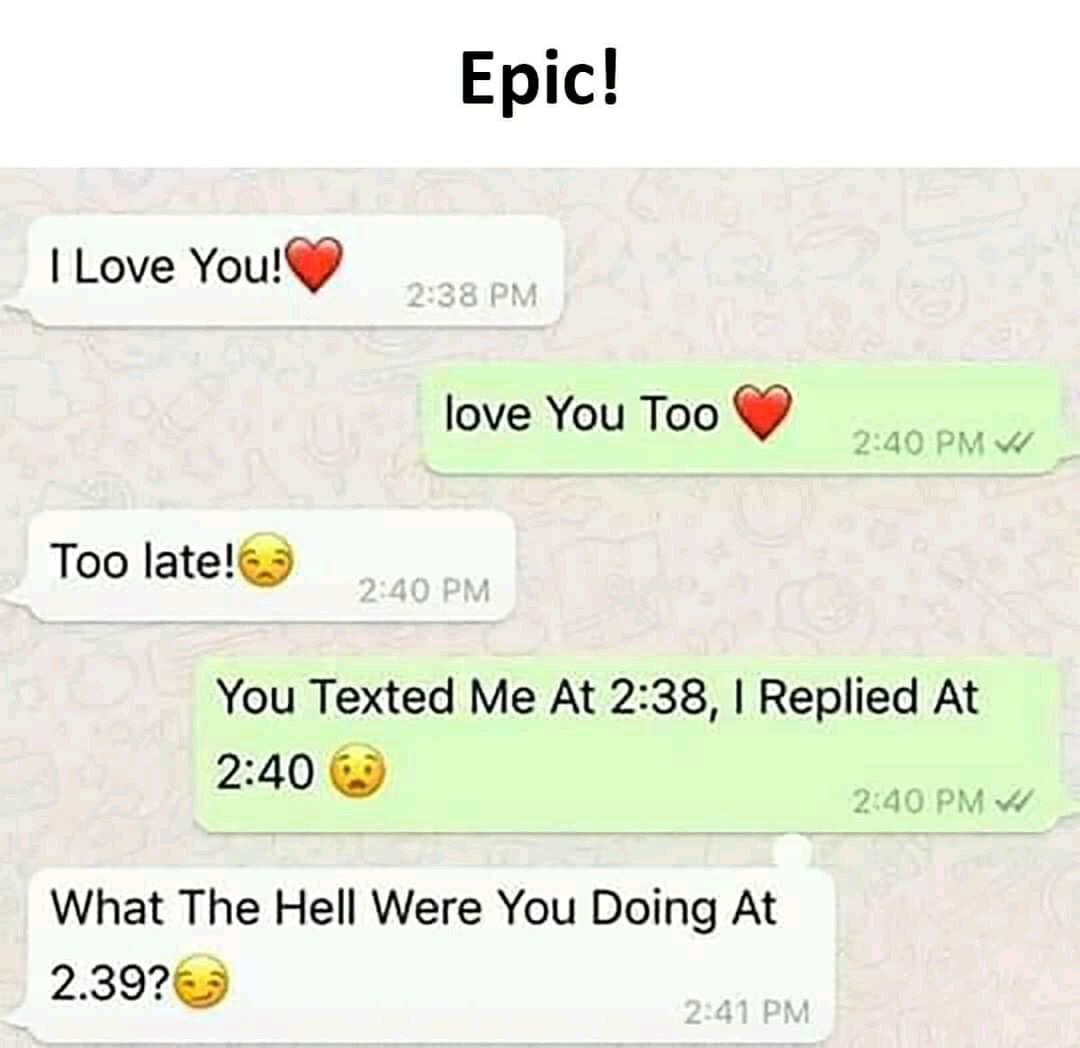 Epic!
I Love You!❤️
2:38 PM
love You Too ❤️
2:40 PM
Too late!😒
2:40 PM
You Texted Me At 2:38, I Replied At
2:40 😧
2:40 PM
What The Hell Were You Doing At
2.39?😏
2:41 PM